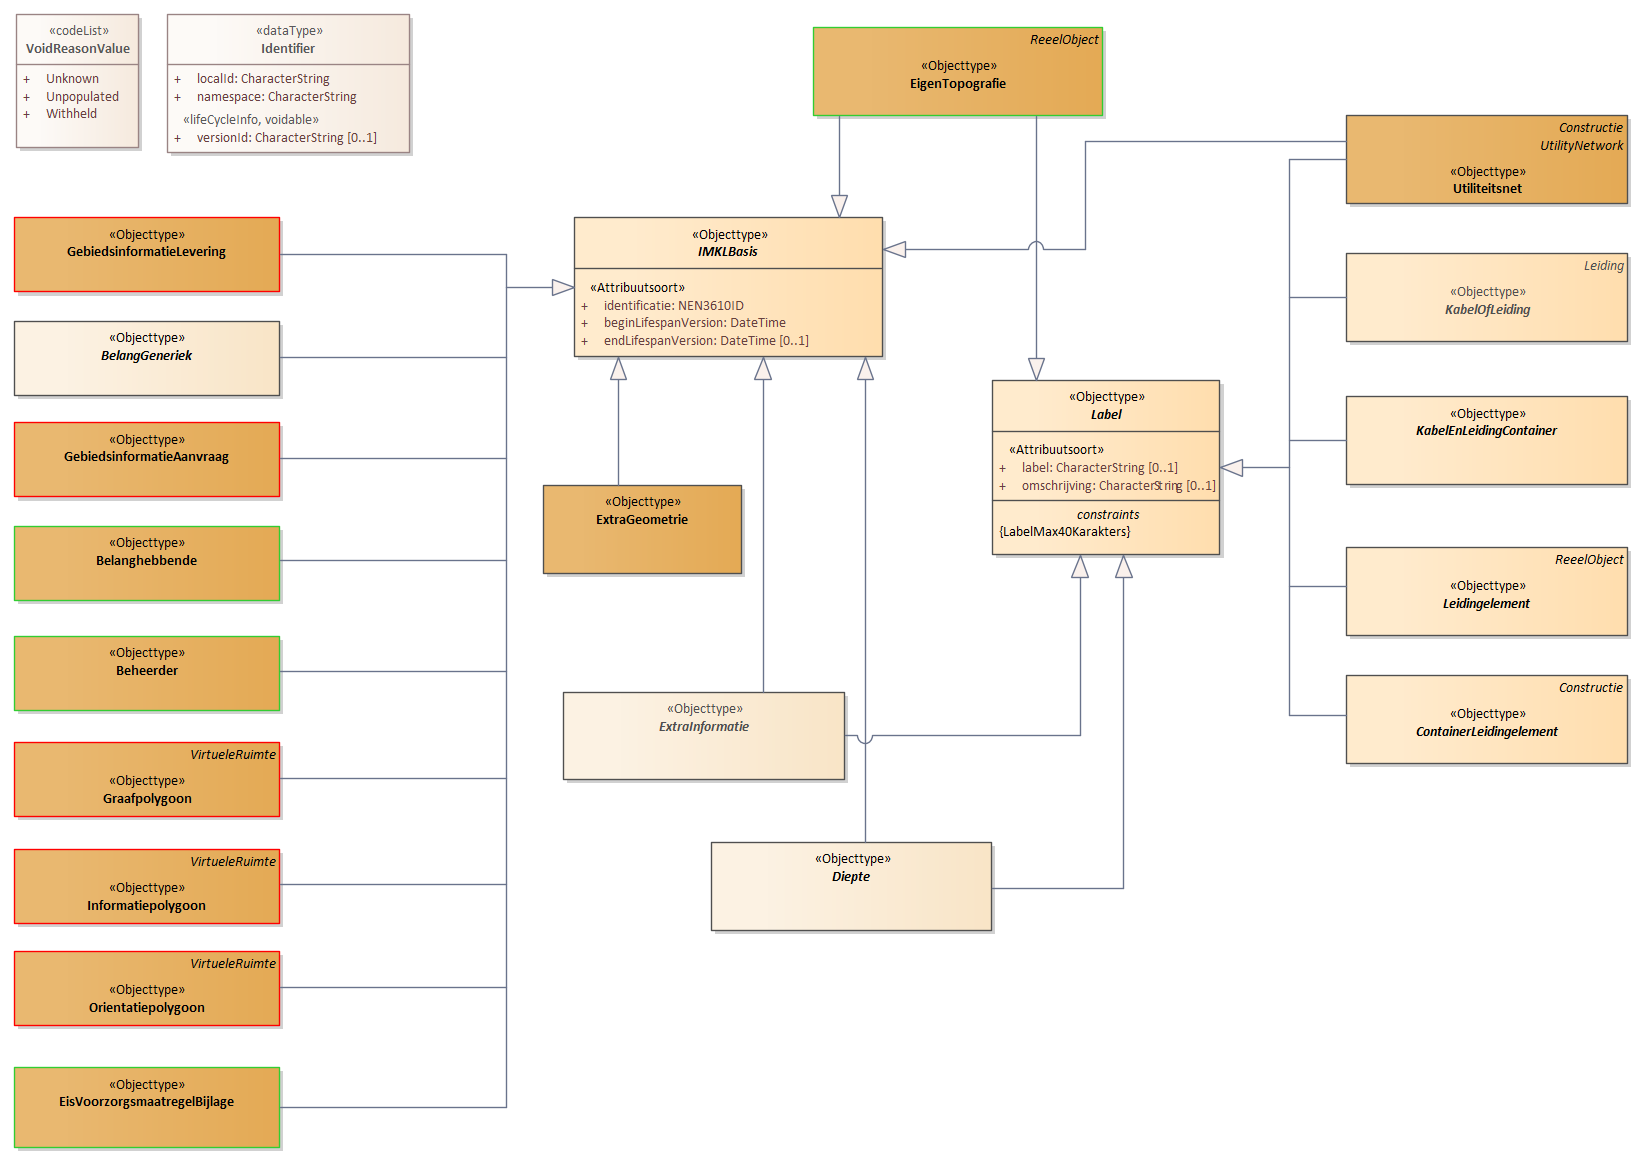 «codeList»
VoidReasonValue
+ Unknown
+ Unpopulated
+ Withheld
«dataType»
Identifier
+ localId: CharacterString
+ namespace: CharacterString
«lifeCycleInfo, voidable»
+ versionId: CharacterString [0..1]
ReeelObject
«Objecttype»
EigenTopografie
Constructie
UtilityNetwork
«Objecttype»
Utiliteitsnet
«Objecttype»
GebiedsinformatieLevering
«Objecttype»
IMKLBasis
«Attribuutsoort»
+ identificatie: NEN3610ID
+ beginLifespanVersion: DateTime
+ endLifespanVersion: DateTime [0..1]
Leiding
«Objecttype»
KabelOfLeiding
«Objecttype»
BelangGeneriek
«Objecttype»
Label
«Attribuutsoort»
+ label: CharacterString [0..1]
+ omschrijving: CharacterString [0..1]
constraints
{LabelMax40Karakters}
«Objecttype»
KabelEnLeidingContainer
«Objecttype»
GebiedsinformatieAanvraag
«Objecttype»
ExtraGeometrie
«Objecttype»
Belanghebbende
ReeelObject
«Objecttype»
Leidingelement
«Objecttype»
Beheerder
Constructie
«Objecttype»
ContainerLeidingelement
«Objecttype»
ExtraInformatie
VirtueleRuimte
«Objecttype»
Graafpolygoon
VirtueleRuimte
«Objecttype»
Informatiepolygoon
«Objecttype»
Diepte
VirtueleRuimte
«Objecttype»
Orientatiepolygoon
«Objecttype»
EisVoorzorgsmaatregelBijlage